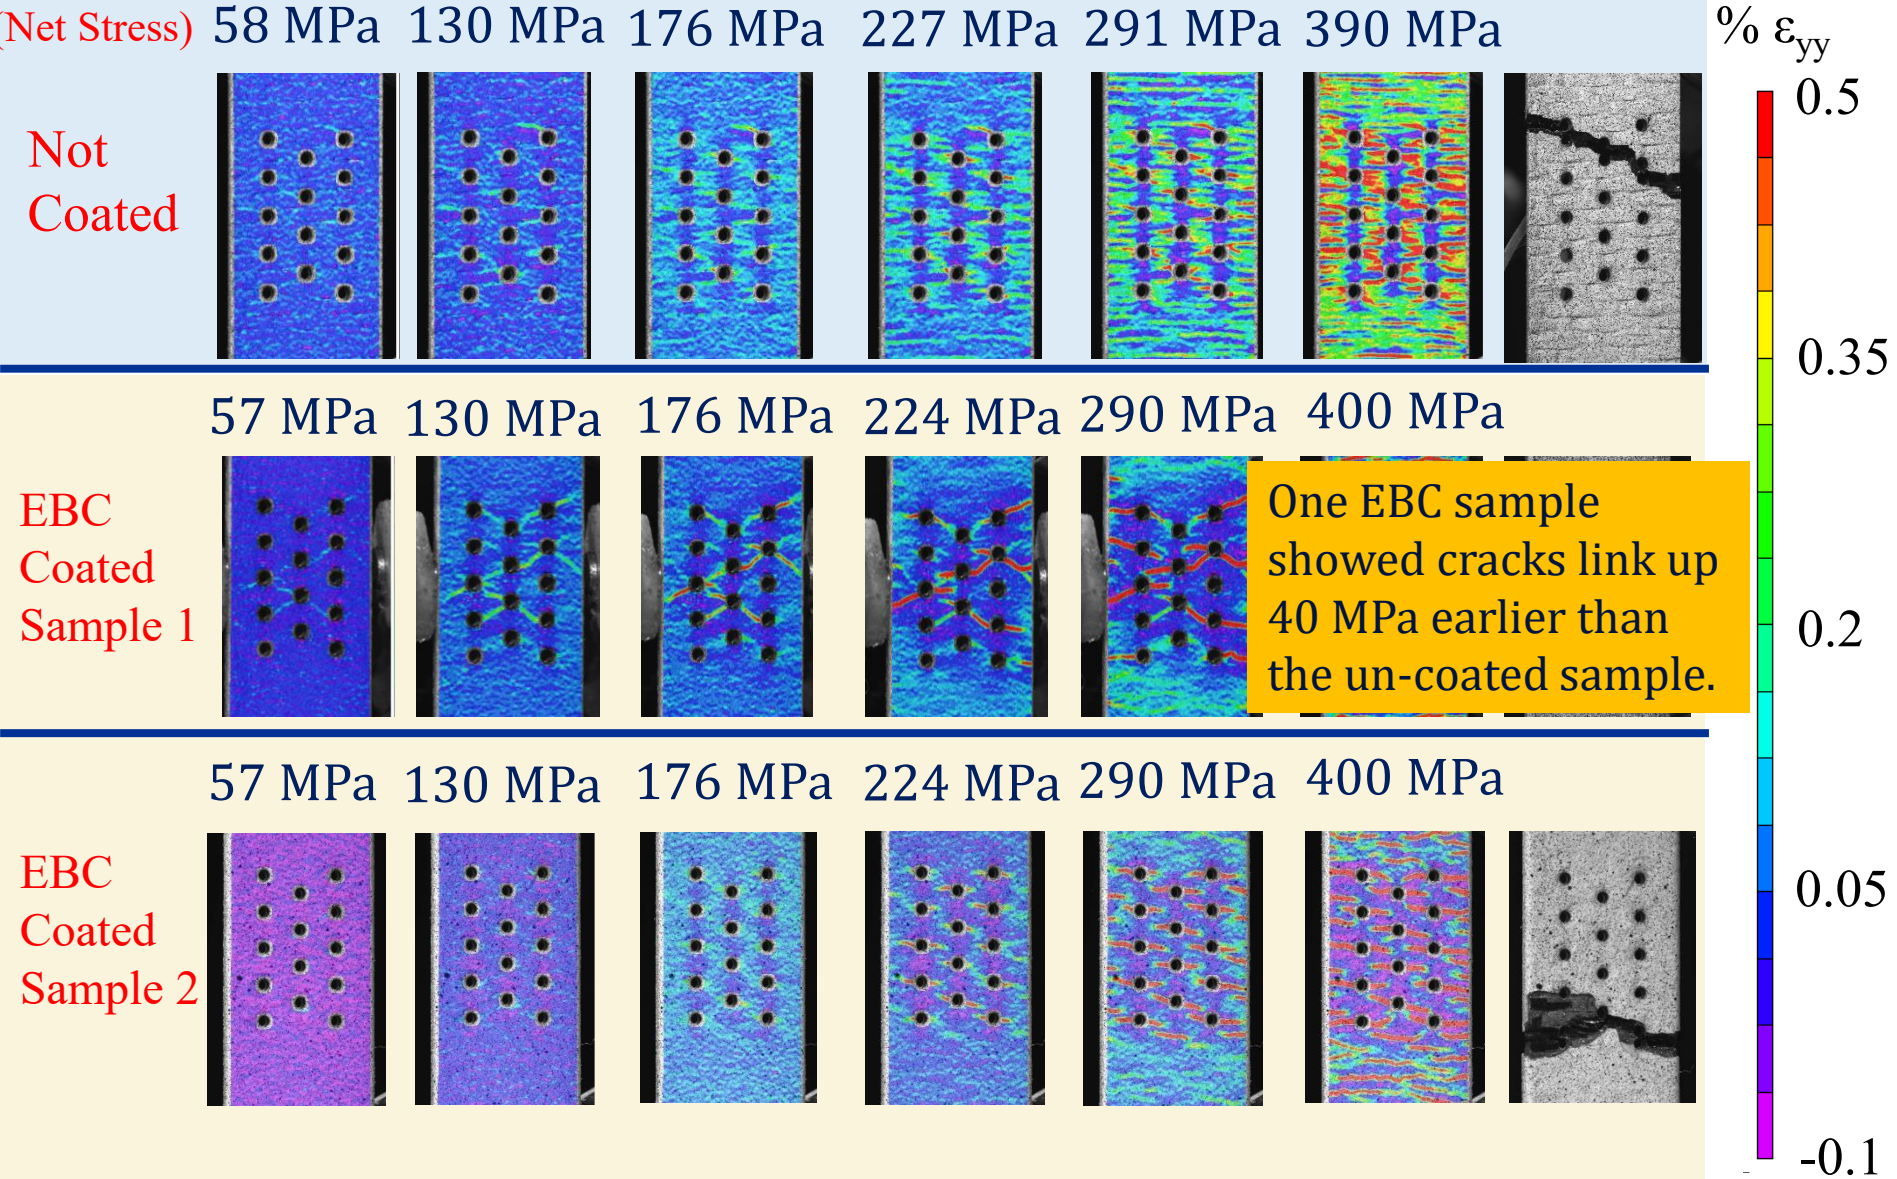 (Net Stress) 58 MPa 130 MPa 176 MPa 227 MPa 291 MPa 390 MPa
% εyy
0.5
0.35
0.2
0.05
-0.1
Not
Coated
57 MPa 130 MPa 176 MPa 224 MPa 290 MPa 400 MPa
EBC
Coated
Sample 1
One EBC sample
showed cracks link up
40 MPa earlier than
the un-coated sample.
57 MPa 130 MPa 176 MPa 224 MPa 290 MPa 400 MPa
EBC
Coated
Sample 2